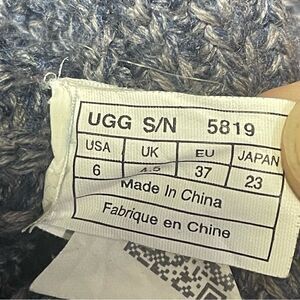 UGG S/N 5819
USA UK EU JAPAN
6 4.5 37 23
Made In China
Fabrique en Chine